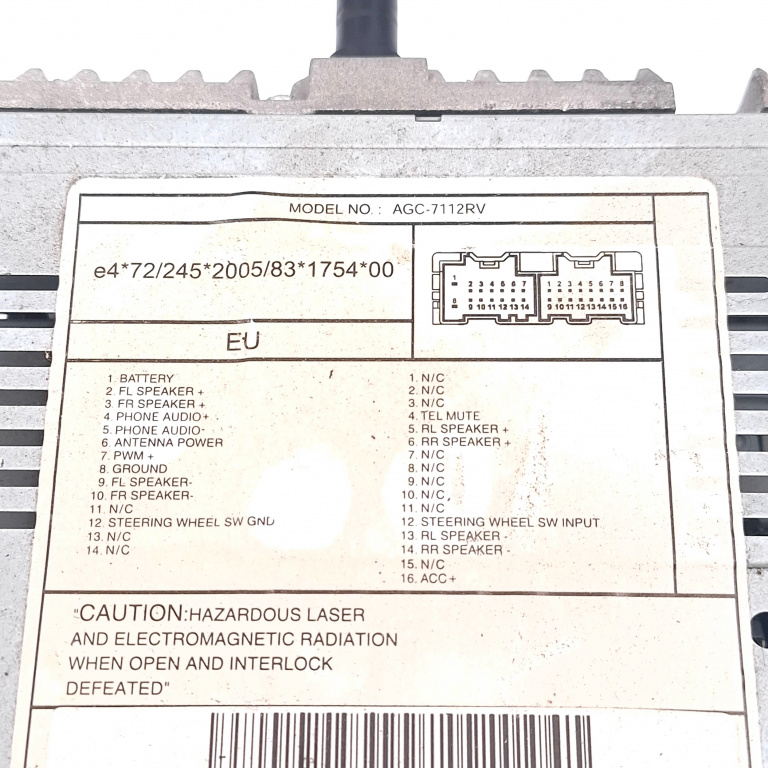 MODEL NO. : AGC-7112RV
e4*72/245*2005/83*1754*00
1 2 3 4 5 6 7 1 2 3 4 5 6 7 8
8 9 10 11 12 13 14 9 10 11 12 13 14 15 16
EU
1. BATTERY
2. FL SPEAKER +
3. FR SPEAKER +
4. PHONE AUDIO+
5. PHONE AUDIO-
6. ANTENNA POWER
7. PWM +
8. GROUND
9. FL SPEAKER-
10. FR SPEAKER-
11. N/C
12. STEERING WHEEL SW GND
13. N/C
14. N/C
1. N/C
2. N/C
3. N/C
4. TEL MUTE
5. RL SPEAKER +
6. RR SPEAKER +
7. N/C
8. N/C
9. N/C
10. N/C
11. N/C
12. STEERING WHEEL SW INPUT
13. RL SPEAKER -
14. RR SPEAKER -
15. N/C
16. ACC +
"CAUTION:HAZARDOUS LASER
AND ELECTROMAGNETIC RADIATION
WHEN OPEN AND INTERLOCK
DEFEATED"